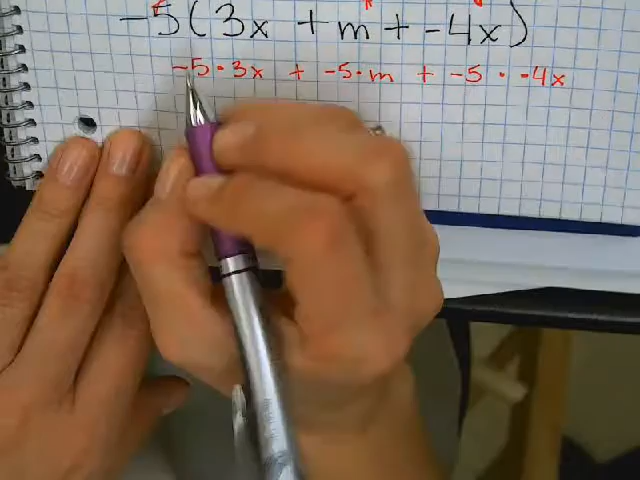 -5(3x + m + -4x)
-5·3x + -5·m + -5 · -4x